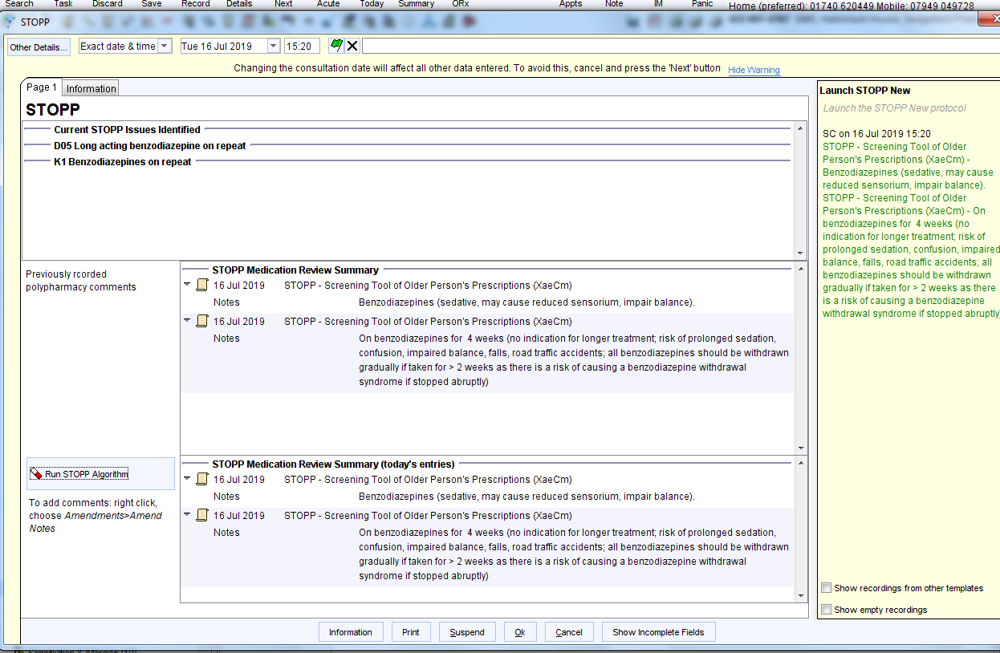 Search Task Discard Save Record Details Next Acute Today Summary ORx Appts Note IM Panic Home (preferred): 01740 620449 Mobile: 07949 049728
STOPP
Other Details... Exact date & time Tue 16 Jul 2019 15:20
Changing the consultation date will affect all other data entered. To avoid this, cancel and press the 'Next' button Hide Warning
Page 1 Information
STOPP
Current STOPP Issues Identified
D05 Long acting benzodiazepine on repeat
K1 Benzodiazepines on repeat
Previously rcorded
polypharmacy comments
STOPP Medication Review Summary
16 Jul 2019 STOPP - Screening Tool of Older Person's Prescriptions (XaeCm)
Notes Benzodiazepines (sedative, may cause reduced sensorium, impair balance).
16 Jul 2019 STOPP - Screening Tool of Older Person's Prescriptions (XaeCm)
Notes On benzodiazepines for 4 weeks (no indication for longer treatment; risk of prolonged sedation,
confusion, impaired balance, falls, road traffic accidents; all benzodiazepines should be withdrawn
gradually if taken for > 2 weeks as there is a risk of causing a benzodiazepine withdrawal
syndrome if stopped abruptly)
Run STOPP Algorithm
To add comments: right click,
choose Amendments>Amend
Notes
STOPP Medication Review Summary (today's entries)
16 Jul 2019 STOPP - Screening Tool of Older Person's Prescriptions (XaeCm)
Notes Benzodiazepines (sedative, may cause reduced sensorium, impair balance).
16 Jul 2019 STOPP - Screening Tool of Older Person's Prescriptions (XaeCm)
Notes On benzodiazepines for 4 weeks (no indication for longer treatment; risk of prolonged sedation,
confusion, impaired balance, falls, road traffic accidents; all benzodiazepines should be withdrawn
gradually if taken for > 2 weeks as there is a risk of causing a benzodiazepine withdrawal
syndrome if stopped abruptly)
Launch STOPP New
Launch the STOPP New protocol
SC on 16 Jul 2019 15:20
STOPP - Screening Tool of Older
Person's Prescriptions (XaeCm) -
Benzodiazepines (sedative, may cause
reduced sensorium, impair balance).
STOPP - Screening Tool of Older
Person's Prescriptions (XaeCm) - On
benzodiazepines for 4 weeks (no
indication for longer treatment; risk of
prolonged sedation, confusion, impaired
balance, falls, road traffic accidents; all
benzodiazepines should be withdrawn
gradually if taken for > 2 weeks as there
is a risk of causing a benzodiazepine
withdrawal syndrome if stopped abruptly)
Show recordings from other templates
Show empty recordings
Information Print Suspend Ok Cancel Show Incomplete Fields